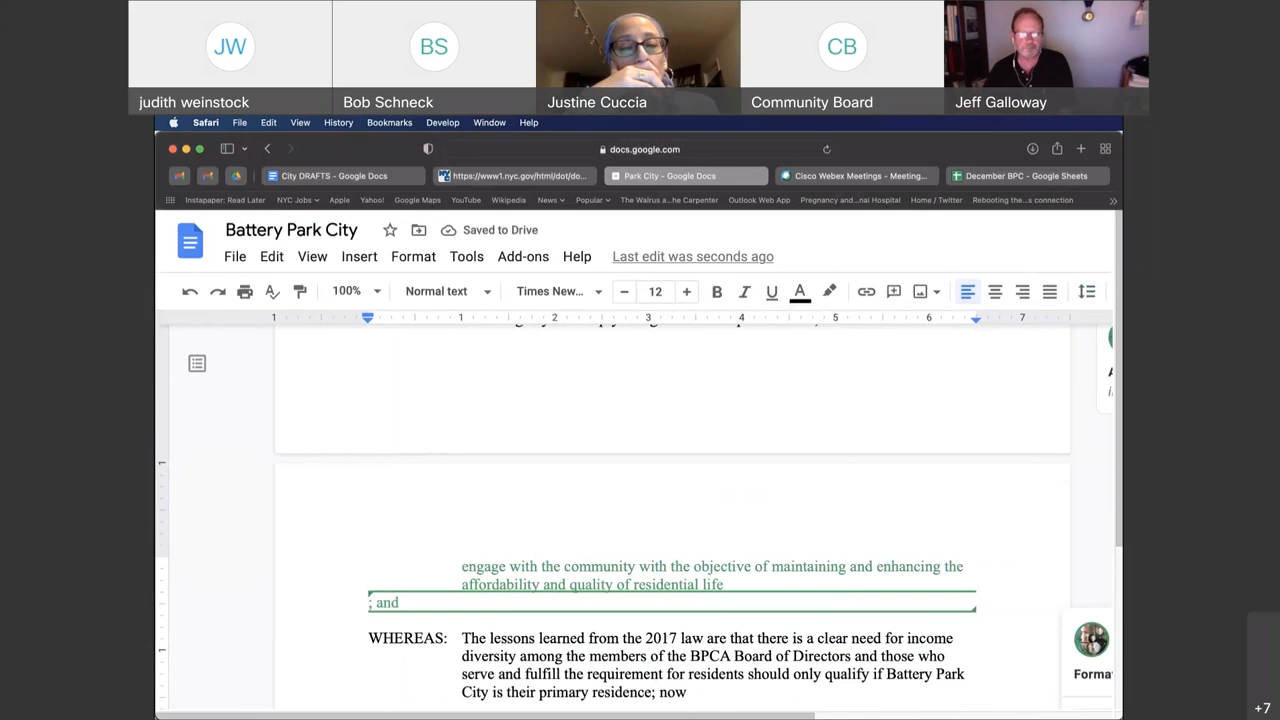 JW
BS
CB
judith weinstock
Bob Schneck
Justine Cuccia
Community Board
Jeff Galloway
Safari File Edit View History Bookmarks Develop Window Help
docs.google.com
City DRAFTS - Google Docs
https://www1.nyc.gov/html/dot/do...
Park City - Google Docs
Cisco Webex Meetings - Meeting...
December BPC - Google Sheets
Instapaper: Read Later NYC Jobs Apple Yahoo! Google Maps YouTube Wikipedia News Popular The Walrus a...he Carpenter Outlook Web App Pregnancy and...nai Hospital Home / Twitter Rebooting the...s connection
Battery Park City
Saved to Drive
File Edit View Insert Format Tools Add-ons Help Last edit was seconds ago
100% Normal text Times New... 12 B I U A
1 1 2 3 4 5 6 7
engage with the community with the objective of maintaining and enhancing the
affordability and quality of residential life
; and
WHEREAS: The lessons learned from the 2017 law are that there is a clear need for income
diversity among the members of the BPCA Board of Directors and those who
serve and fulfill the requirement for residents should only qualify if Battery Park
City is their primary residence; now
Forma
+7